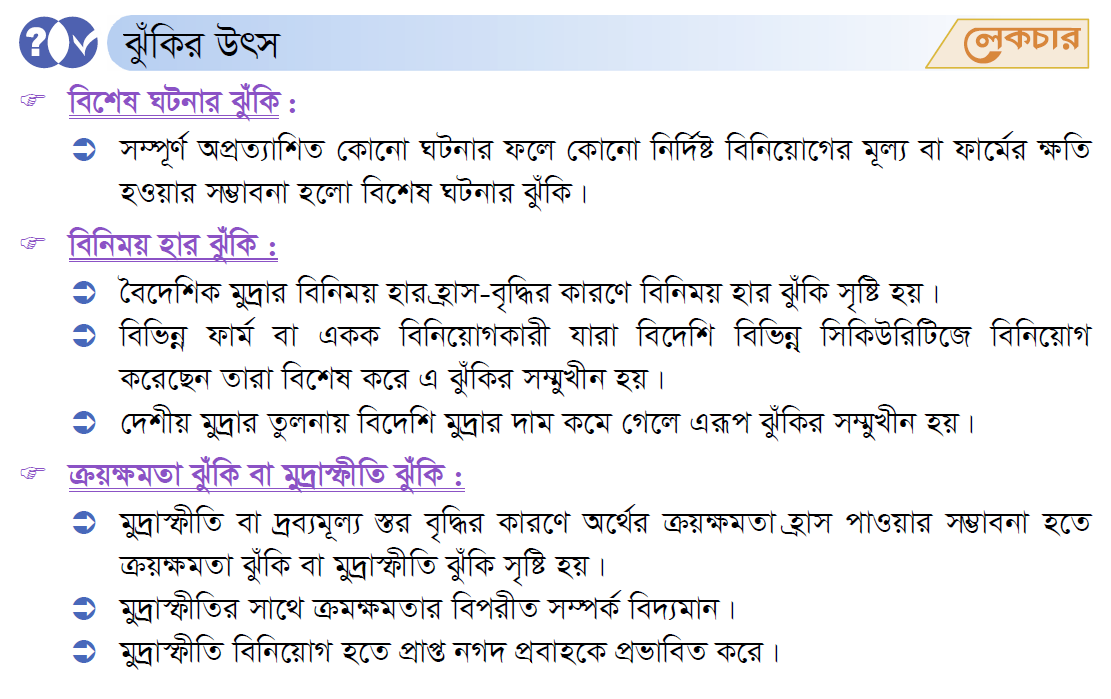 ঝুঁকির উৎস
লেকচার
বিশেষ ঘটনার ঝুঁকি :
সম্পূর্ণ অপ্রত্যাশিত কোনো ঘটনার ফলে কোনো নির্দিষ্ট বিনিয়োগের মূল্য বা ফার্মের ক্ষতি
হওয়ার সম্ভাবনা হলো বিশেষ ঘটনার ঝুঁকি।
বিনিময় হার ঝুঁকি :
বৈদেশিক মুদ্রার বিনিময় হার হ্রাস-বৃদ্ধির কারণে বিনিময় হার ঝুঁকি সৃষ্টি হয়।
বিভিন্ন ফার্ম বা একক বিনিয়োগকারী যারা বিদেশি বিভিন্ন সিকিউরিটিজে বিনিয়োগ
করেছেন তারা বিশেষ করে এ ঝুঁকির সম্মুখীন হয়।
দেশীয় মুদ্রার তুলনায় বিদেশি মুদ্রার দাম কমে গেলে এরূপ ঝুঁকির সম্মুখীন হয়।
ক্রয়ক্ষমতা ঝুঁকি বা মুদ্রাস্ফীতি ঝুঁকি :
মুদ্রাস্ফীতি বা দ্রব্যমূল্য স্তর বৃদ্ধির কারণে অর্থের ক্রয়ক্ষমতা হ্রাস পাওয়ার সম্ভাবনা হতে
ক্রয়ক্ষমতা ঝুঁকি বা মুদ্রাস্ফীতি ঝুঁকি সৃষ্টি হয়।
মুদ্রাস্ফীতির সাথে ক্রমক্ষমতার বিপরীত সম্পর্ক বিদ্যমান।
মুদ্রাস্ফীতি বিনিয়োগ হতে প্রাপ্ত নগদ প্রবাহকে প্রভাবিত করে।